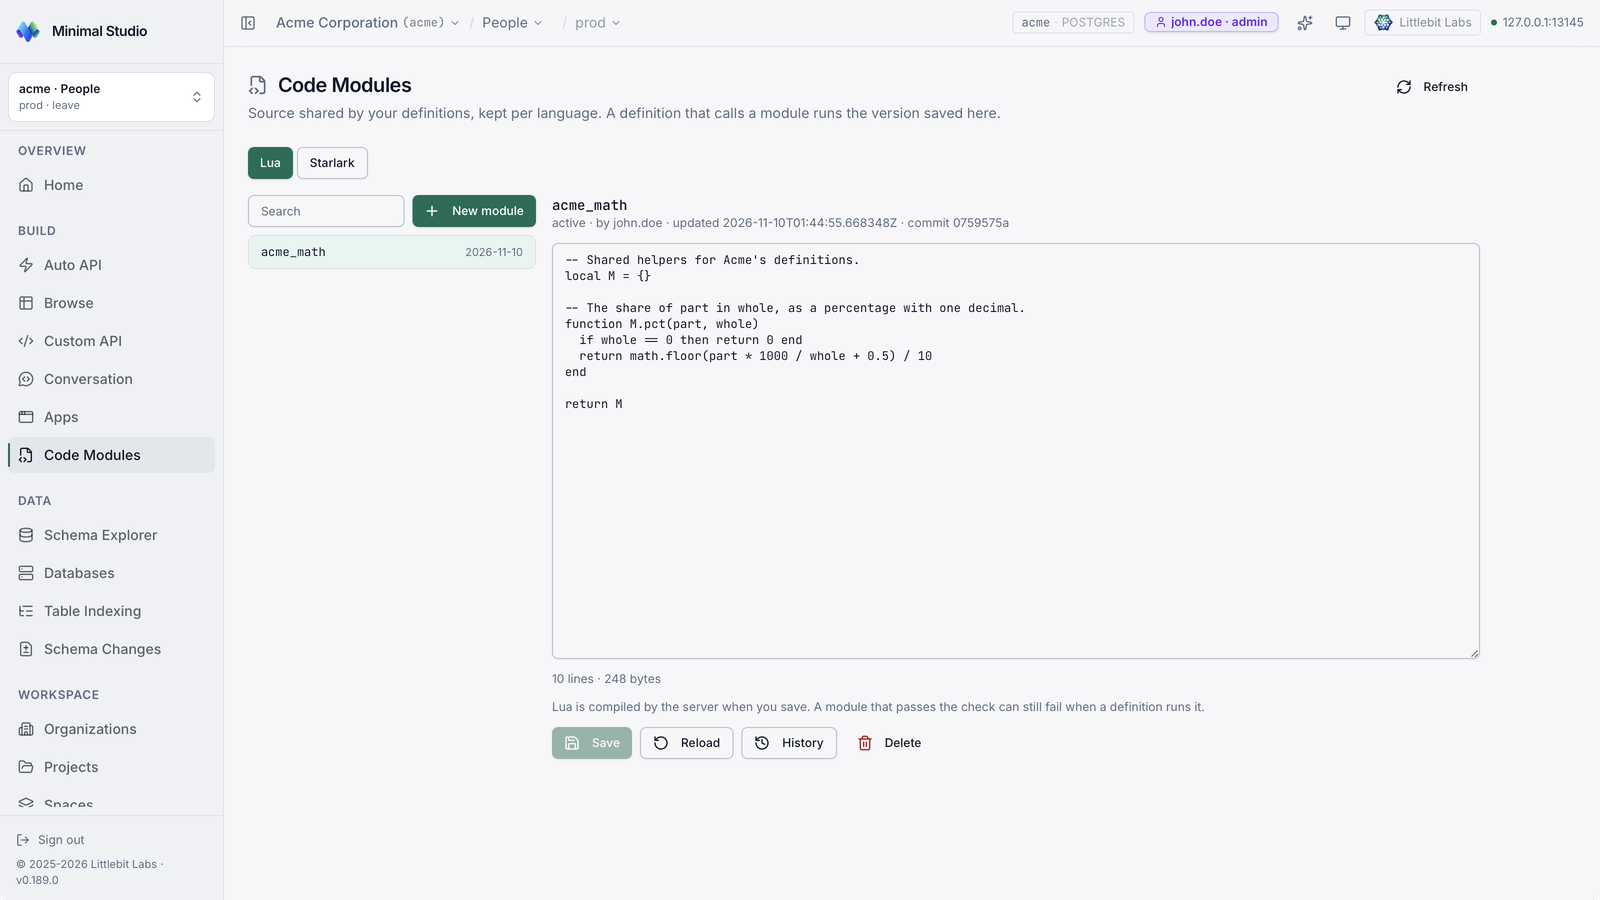 Minimal Studio
acme · People
prod · leave
OVERVIEW
Home
BUILD
Auto API
Browse
Custom API
Conversation
Apps
Code Modules
DATA
Schema Explorer
Databases
Table Indexing
Schema Changes
WORKSPACE
Organizations
Projects
Spaces
Sign out
© 2025-2026 Littlebit Labs ·
v0.189.0
Acme Corporation (acme) / People / prod
acme · POSTGRES
john.doe · admin
Littlebit Labs
127.0.0.1:13145
Code Modules
Refresh
Source shared by your definitions, kept per language. A definition that calls a module runs the version saved here.
Lua
Starlark
Search
New module
acme_math 2026-11-10
acme_math
active · by john.doe · updated 2026-11-10T01:44:55.668348Z · commit 0759575a
-- Shared helpers for Acme's definitions.
local M = {}
-- The share of part in whole, as a percentage with one decimal.
function M.pct(part, whole)
  if whole == 0 then return 0 end
  return math.floor(part * 1000 / whole + 0.5) / 10
end
return M
10 lines · 248 bytes
Lua is compiled by the server when you save. A module that passes the check can still fail when a definition runs it.
Save
Reload
History
Delete